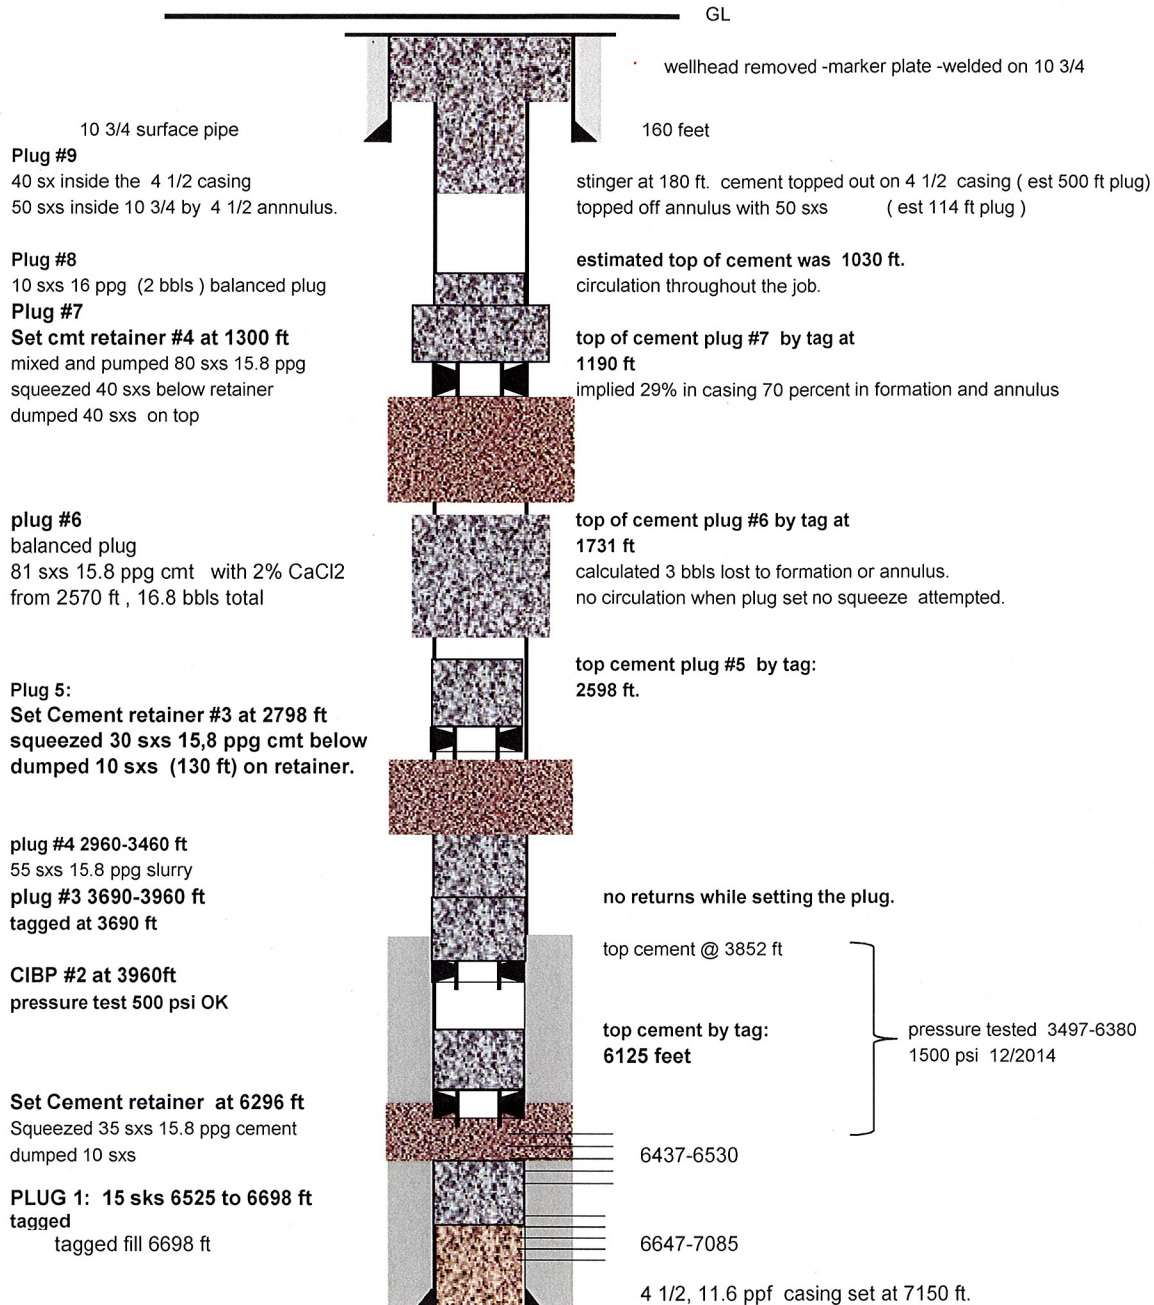 GL
wellhead removed -marker plate -welded on 10 3/4
10 3/4 surface pipe
160 feet
Plug #9
40 sx inside the 4 1/2 casing
stinger at 180 ft. cement topped out on 4 1/2 casing ( est 500 ft plug)
50 sxs inside 10 3/4 by 4 1/2 annnulus.
topped off annulus with 50 sxs ( est 114 ft plug )
Plug #8
estimated top of cement was 1030 ft.
10 sxs 16 ppg (2 bbls ) balanced plug
circulation throughout the job.
Plug #7
Set cmt retainer #4 at 1300 ft
top of cement plug #7 by tag at
mixed and pumped 80 sxs 15.8 ppg
1190 ft
squeezed 40 sxs below retainer
implied 29% in casing 70 percent in formation and annulus
dumped 40 sxs on top
plug #6
top of cement plug #6 by tag at
balanced plug
1731 ft
81 sxs 15.8 ppg cmt with 2% CaCl2
calculated 3 bbls lost to formation or annulus.
from 2570 ft , 16.8 bbls total
no circulation when plug set no squeeze attempted.
top cement plug #5 by tag:
Plug 5:
2598 ft.
Set Cement retainer #3 at 2798 ft
squeezed 30 sxs 15,8 ppg cmt below
dumped 10 sxs (130 ft) on retainer.
plug #4 2960-3460 ft
55 sxs 15.8 ppg slurry
plug #3 3690-3960 ft
no returns while setting the plug.
tagged at 3690 ft
top cement @ 3852 ft
CIBP #2 at 3960ft
pressure test 500 psi OK
top cement by tag:
pressure tested 3497-6380
6125 feet
1500 psi 12/2014
Set Cement retainer at 6296 ft
Squeezed 35 sxs 15.8 ppg cement
dumped 10 sxs
6437-6530
PLUG 1: 15 sks 6525 to 6698 ft
tagged
tagged fill 6698 ft
6647-7085
4 1/2, 11.6 ppf casing set at 7150 ft.